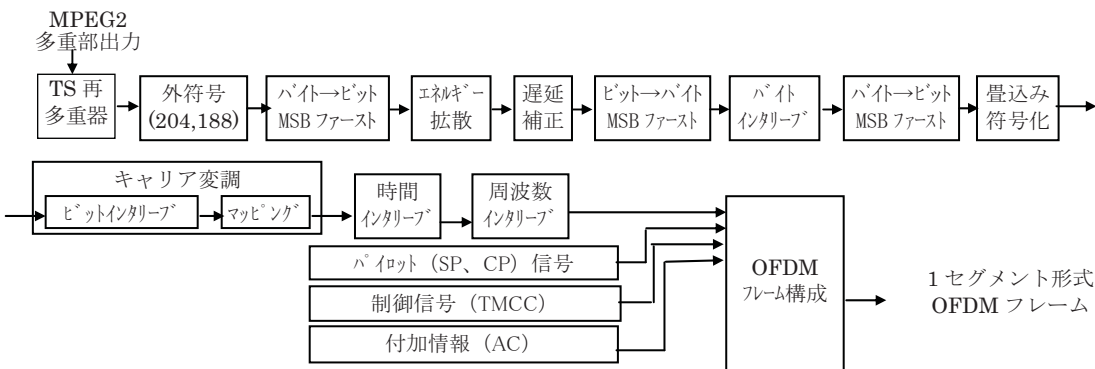 MPEG2
多重部出力
TS 再
多重器
外符号
(204,188)
ﾊﾞｲﾄ→ﾋﾞｯﾄ
MSB ﾌｧｰｽﾄ
ｴﾈﾙｷﾞｰ
拡散
遅延
補正
ﾋﾞｯﾄ→ﾊﾞｲﾄ
MSB ﾌｧｰｽﾄ
ﾊﾞｲﾄ
ｲﾝﾀﾘｰﾌﾞ
ﾊﾞｲﾄ→ﾋﾞｯﾄ
MSB ﾌｧｰｽﾄ
畳込み
符号化
キャリア変調
ﾋﾞｯﾄｲﾝﾀﾘｰﾌﾞ
ﾏｯﾋﾟﾝｸﾞ
時間
ｲﾝﾀﾘｰﾌﾞ
周波数
ｲﾝﾀﾘｰﾌﾞ
ﾊﾟｲﾛｯﾄ（SP、CP）信号
制御信号（TMCC）
付加情報（AC）
OFDM
ﾌﾚｰﾑ構成
１セグメント形式
OFDM フレーム